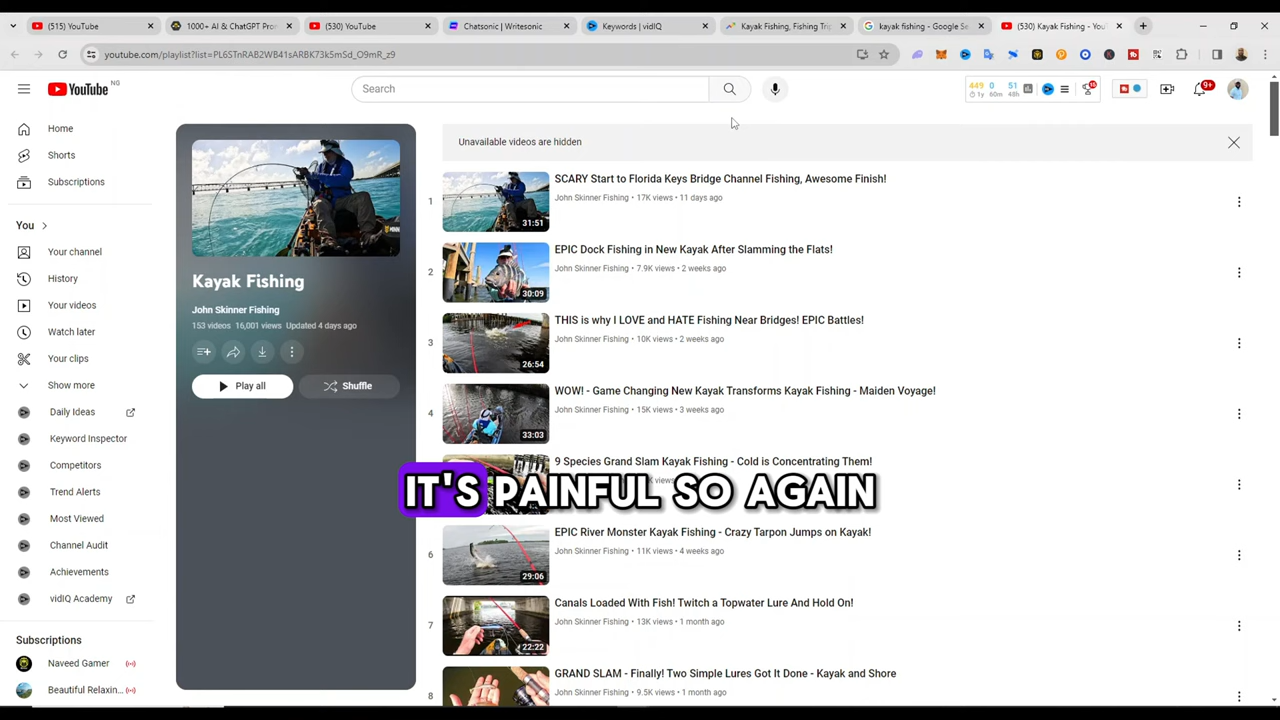 (515) YouTube
1000+ AI & ChatGPT Pro
(530) YouTube
Chatsonic | Writesonic
Keywords | vidIQ
Kayak Fishing, Fishing Trip
kayak fishing - Google Se
(530) Kayak Fishing - You
youtube.com/playlist?list=PL6STnRAB2WB41sARBK73k5mSd_O9mR_z9
YouTube NG
Search
449 0 51
1y 60m 48h
9+
Home
Shorts
Subscriptions
You
Your channel
History
Your videos
Watch later
Your clips
Show more
Daily Ideas
Keyword Inspector
Competitors
Trend Alerts
Most Viewed
Channel Audit
Achievements
vidIQ Academy
Subscriptions
Naveed Gamer
Beautiful Relaxin...
Kayak Fishing
John Skinner Fishing
153 videos 16,001 views Updated 4 days ago
Play all
Shuffle
Unavailable videos are hidden
1
31:51
SCARY Start to Florida Keys Bridge Channel Fishing, Awesome Finish!
John Skinner Fishing • 17K views • 11 days ago
2
30:09
EPIC Dock Fishing in New Kayak After Slamming the Flats!
John Skinner Fishing • 7.9K views • 2 weeks ago
3
26:54
THIS is why I LOVE and HATE Fishing Near Bridges! EPIC Battles!
John Skinner Fishing • 10K views • 2 weeks ago
4
33:03
WOW! - Game Changing New Kayak Transforms Kayak Fishing - Maiden Voyage!
John Skinner Fishing • 15K views • 3 weeks ago
9 Species Grand Slam Kayak Fishing - Cold is Concentrating Them!
IT'S PAINFUL SO AGAIN
6
29:06
EPIC River Monster Kayak Fishing - Crazy Tarpon Jumps on Kayak!
John Skinner Fishing • 11K views • 4 weeks ago
7
22:22
Canals Loaded With Fish! Twitch a Topwater Lure And Hold On!
John Skinner Fishing • 13K views • 1 month ago
8
GRAND SLAM - Finally! Two Simple Lures Got It Done - Kayak and Shore
John Skinner Fishing • 9.5K views • 1 month ago